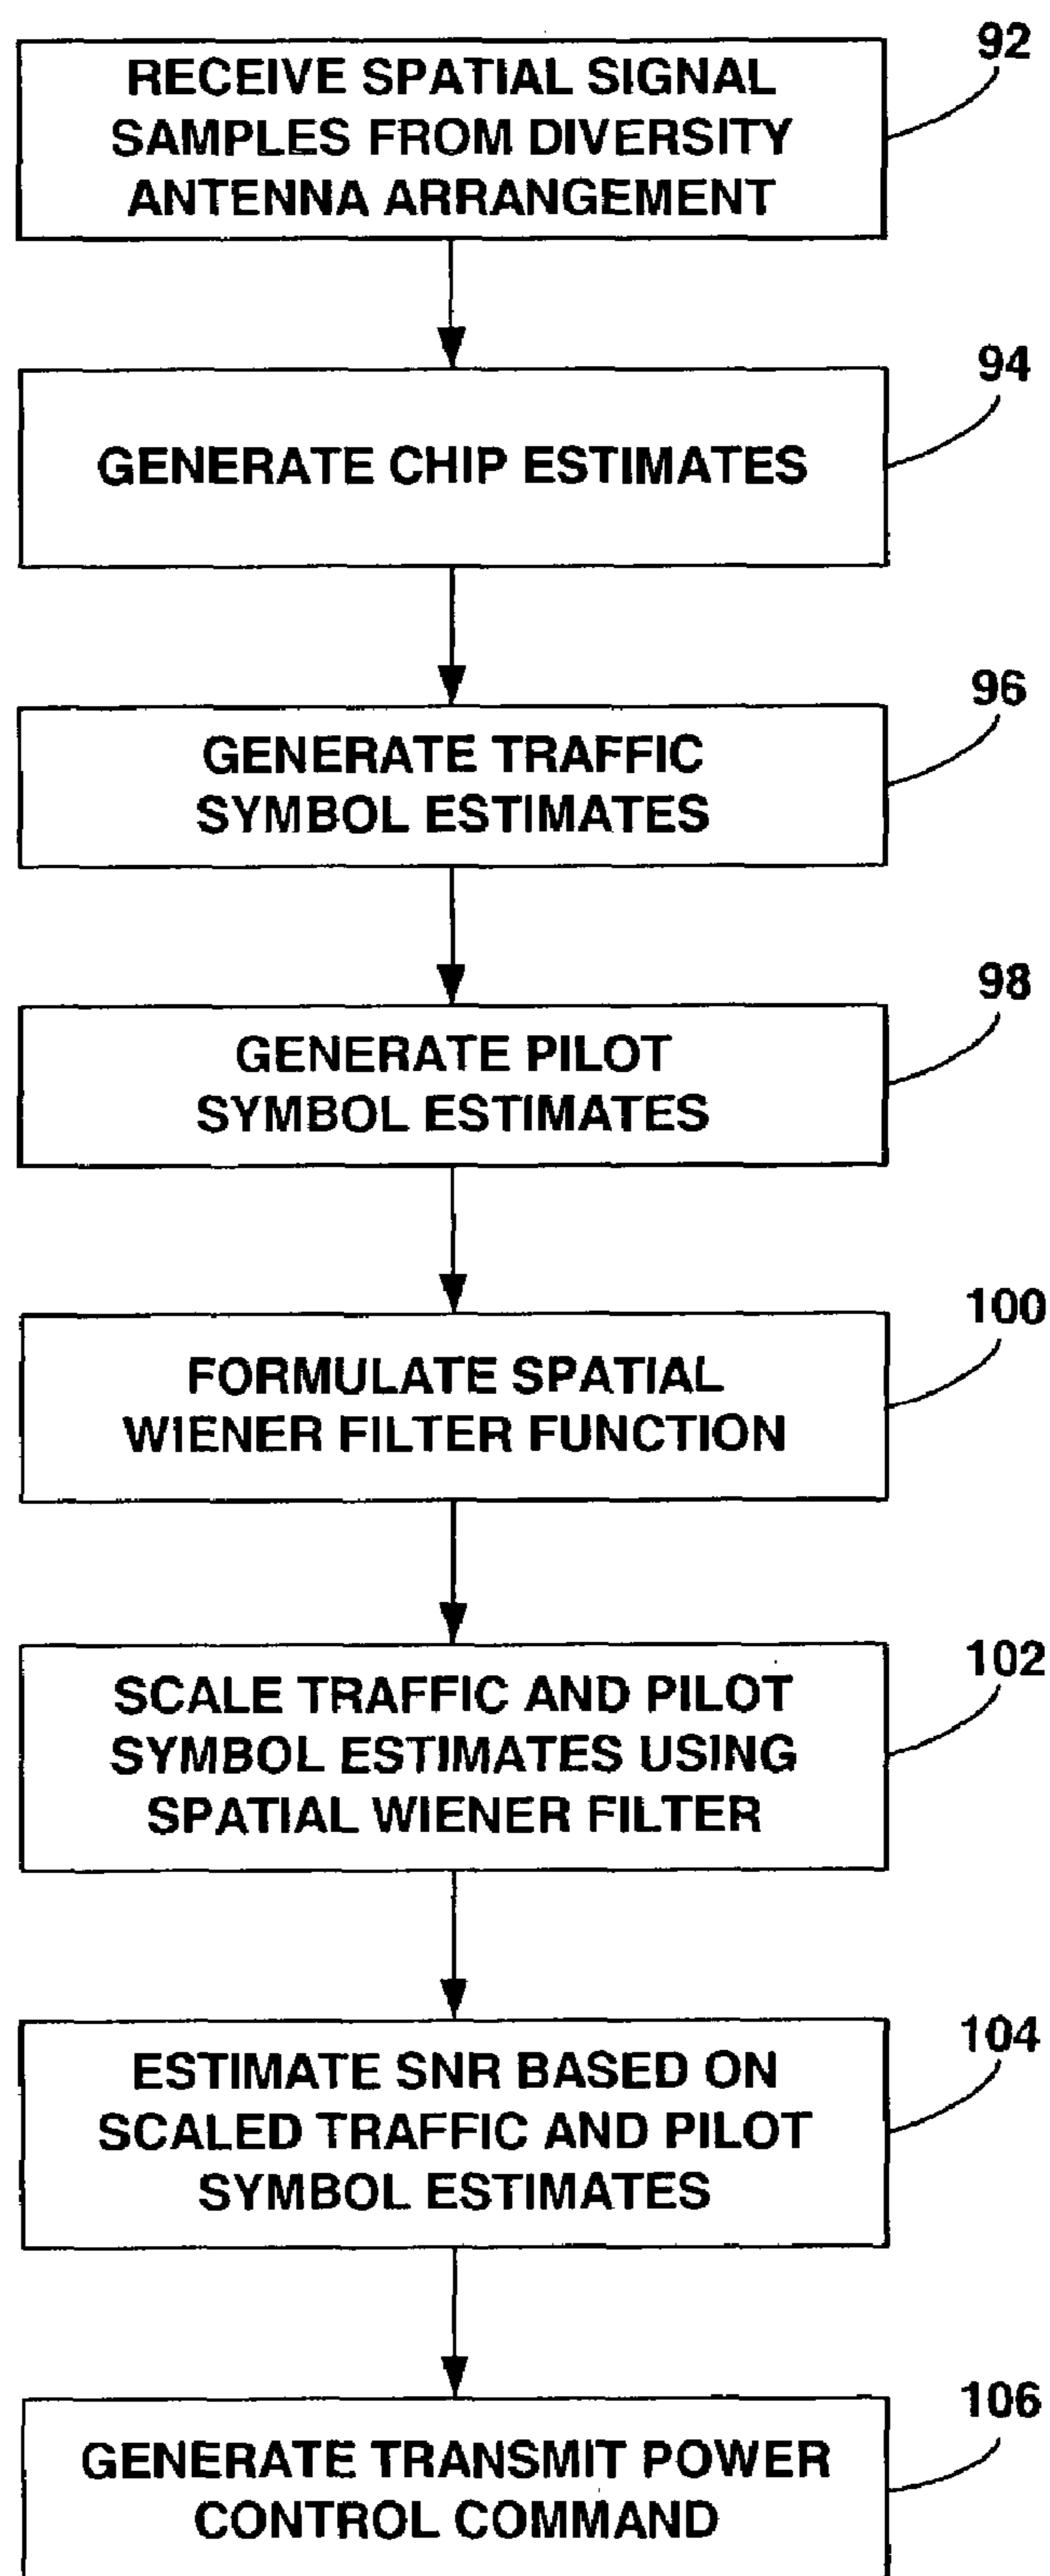 92
RECEIVE SPATIAL SIGNAL
SAMPLES FROM DIVERSITY
ANTENNA ARRANGEMENT
94
GENERATE CHIP ESTIMATES
96
GENERATE TRAFFIC
SYMBOL ESTIMATES
98
GENERATE PILOT
SYMBOL ESTIMATES
100
FORMULATE SPATIAL
WIENER FILTER FUNCTION
102
SCALE TRAFFIC AND PILOT
SYMBOL ESTIMATES USING
SPATIAL WIENER FILTER
104
ESTIMATE SNR BASED ON
SCALED TRAFFIC AND PILOT
SYMBOL ESTIMATES
106
GENERATE TRANSMIT POWER
CONTROL COMMAND